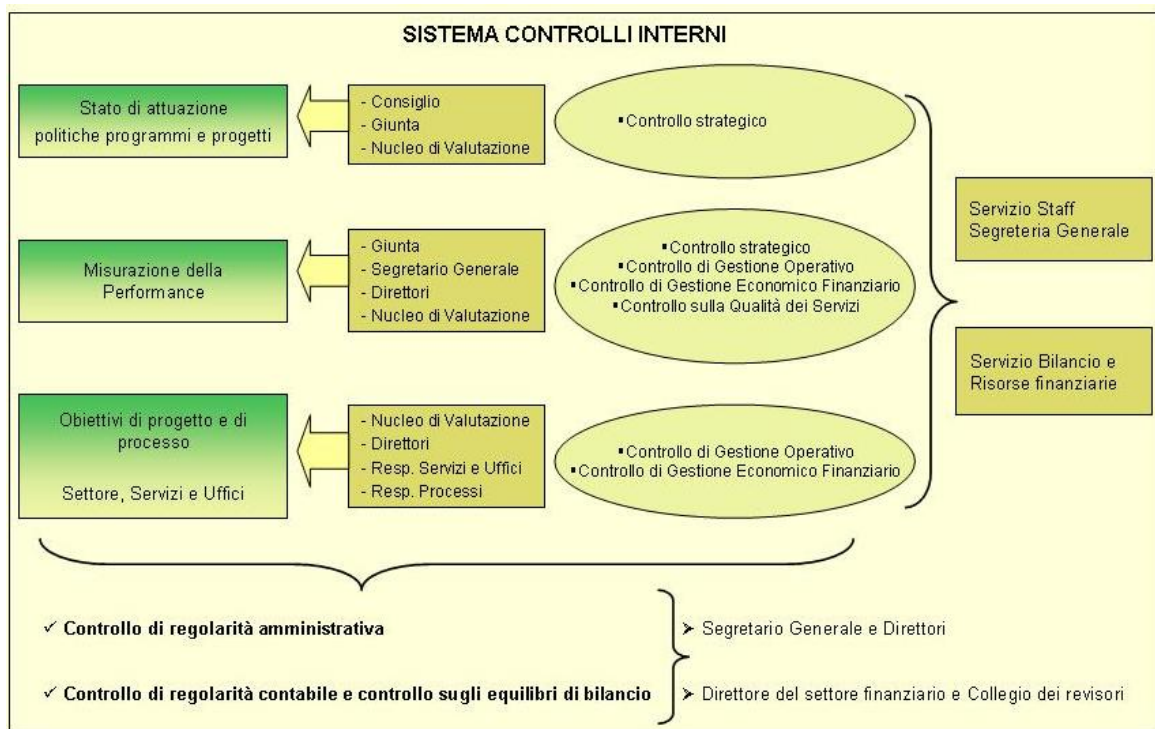 SISTEMA CONTROLLI INTERNI
Stato di attuazione
politiche programmi e progetti
- Consiglio
- Giunta
- Nucleo di Valutazione
▪Controllo strategico
Misurazione della
Performance
- Giunta
- Segretario Generale
- Direttori
- Nucleo di Valutazione
▪Controllo strategico
▪Controllo di Gestione Operativo
▪Controllo di Gestione Economico Finanziario
▪Controllo sulla Qualità dei Servizi
Obiettivi di progetto e di
processo
Settore, Servizi e Uffici
- Nucleo di Valutazione
- Direttori
- Resp. Servizi e Uffici
- Resp. Processi
▪Controllo di Gestione Operativo
▪Controllo di Gestione Economico Finanziario
Servizio Staff
Segreteria Generale
Servizio Bilancio e
Risorse finanziarie
✓ Controllo di regolarità amministrativa
➢ Segretario Generale e Direttori
✓ Controllo di regolarità contabile e controllo sugli equilibri di bilancio
➢ Direttore del settore finanziario e Collegio dei revisori